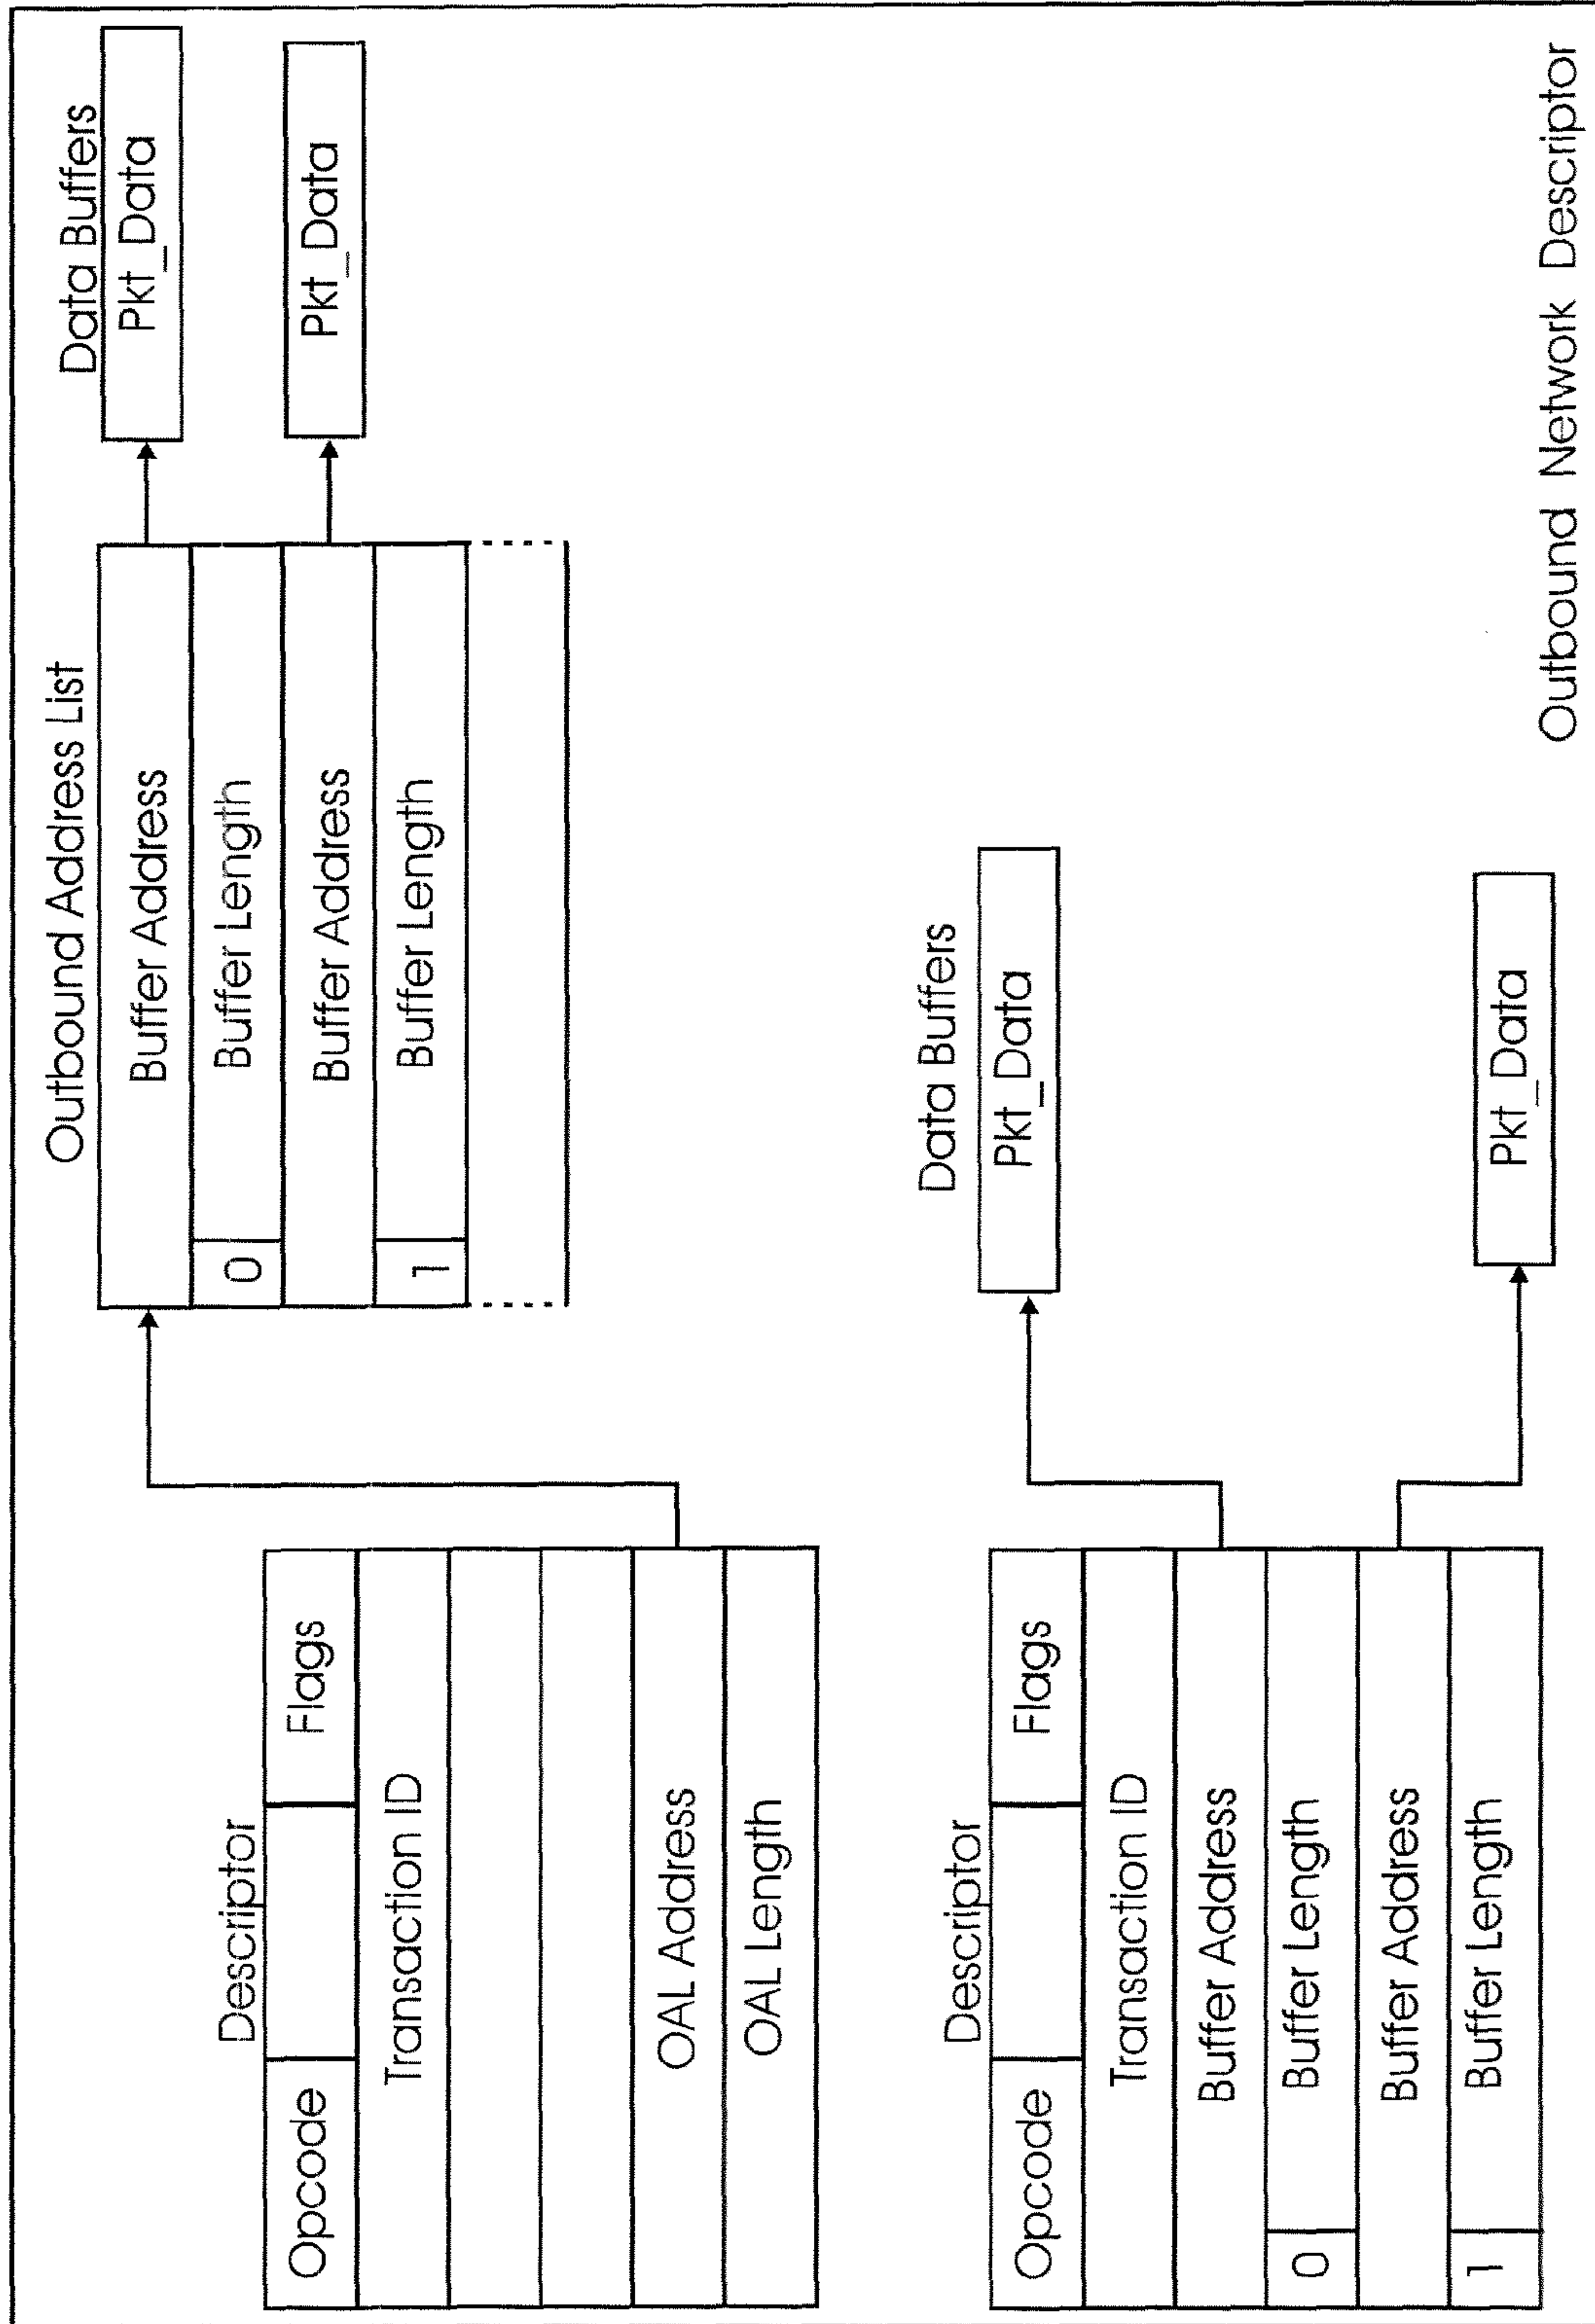 Descriptor
Opcode Flags
Transaction ID
OAL Address
OAL Length
Outbound Address List
Buffer Address
0 Buffer Length
Buffer Address
1 Buffer Length
Data Buffers
Pkt_Data
Pkt_Data
Descriptor
Opcode Flags
Transaction ID
Buffer Address
0 Buffer Length
Buffer Address
1 Buffer Length
Data Buffers
Pkt_Data
Pkt_Data
Outbound Network Descriptor